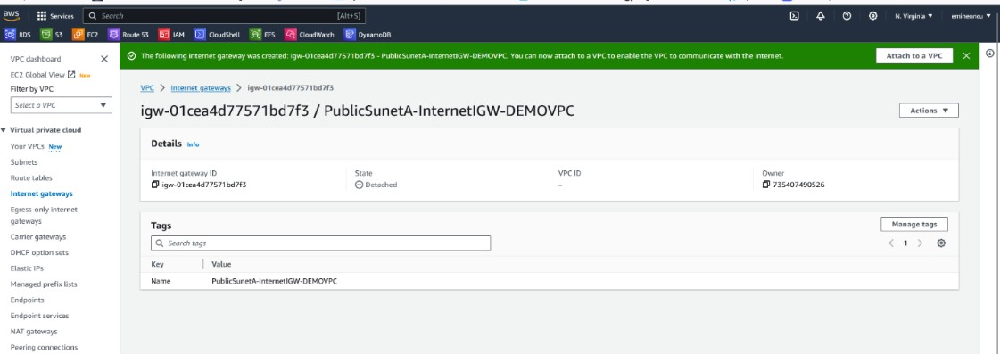 aws
Services
Search
[Alt+S]
N. Virginia
emineoncu
RDS S3 EC2 Route 53 IAM CloudShell EFS CloudWatch DynamoDB
VPC dashboard
EC2 Global View New
Filter by VPC:
Select a VPC
Virtual private cloud
Your VPCs New
Subnets
Route tables
Internet gateways
Egress-only internet
gateways
Carrier gateways
DHCP option sets
Elastic IPs
Managed prefix lists
Endpoints
Endpoint services
NAT gateways
Peering connections
The following internet gateway was created: igw-01cea4d77571bd7f3 - PublicSunetA-InternetIGW-DEMOVPC. You can now attach to a VPC to enable the VPC to communicate with the internet.
Attach to a VPC
VPC > Internet gateways > igw-01cea4d77571bd7f3
igw-01cea4d77571bd7f3 / PublicSunetA-InternetIGW-DEMOVPC
Actions
Details Info
Internet gateway ID
igw-01cea4d77571bd7f3
State
Detached
VPC ID
–
Owner
735407490526
Tags
Manage tags
Search tags
1
Key Value
Name PublicSunetA-InternetIGW-DEMOVPC